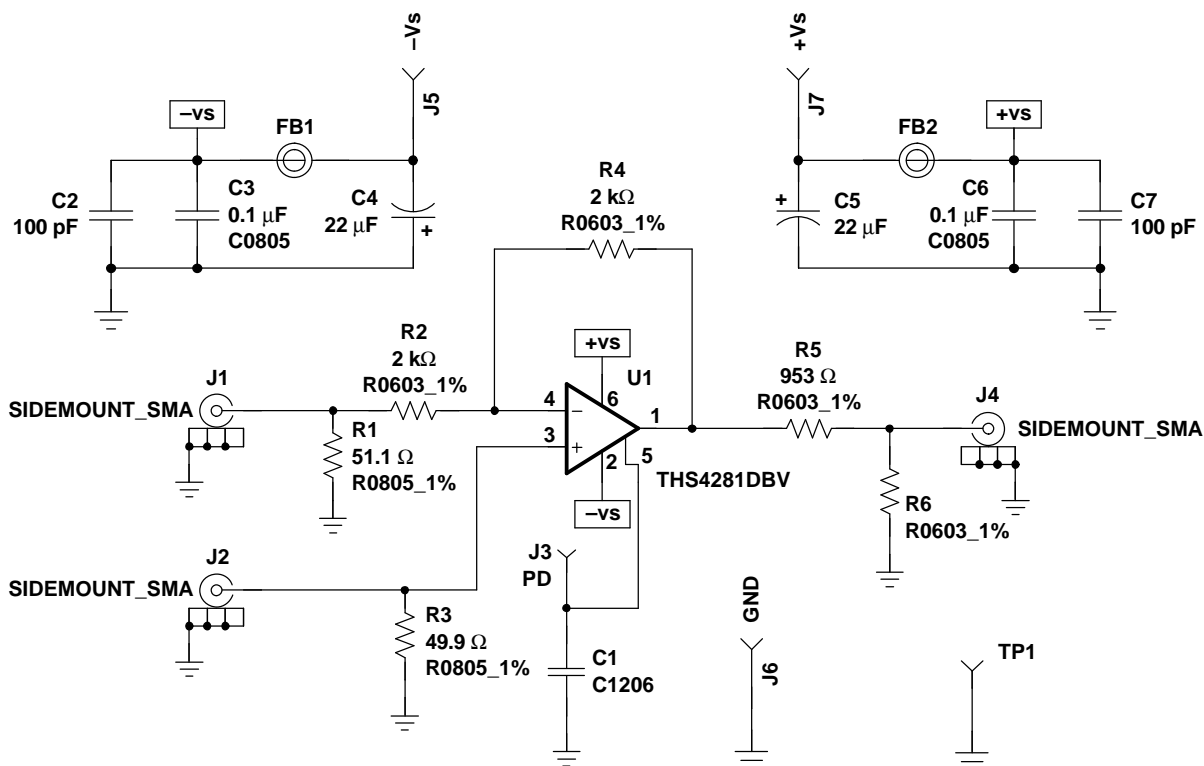 −Vs
J5
+Vs
J7
−vs
FB1
FB2
+vs
C2
100 pF
C3
0.1 μF
C0805
C4
22 μF
+
R4
2 kΩ
R0603_1%
+
C5
22 μF
C6
0.1 μF
C0805
C7
100 pF
R2
2 kΩ
R0603_1%
+vs
U1
R5
953 Ω
R0603_1%
J1
SIDEMOUNT_SMA
J4
SIDEMOUNT_SMA
4
−
6
1
3
+
2
5
THS4281DBV
−vs
R1
51.1 Ω
R0805_1%
R6
R0603_1%
J2
SIDEMOUNT_SMA
J3
PD
R3
49.9 Ω
R0805_1%
C1
C1206
GND
J6
TP1